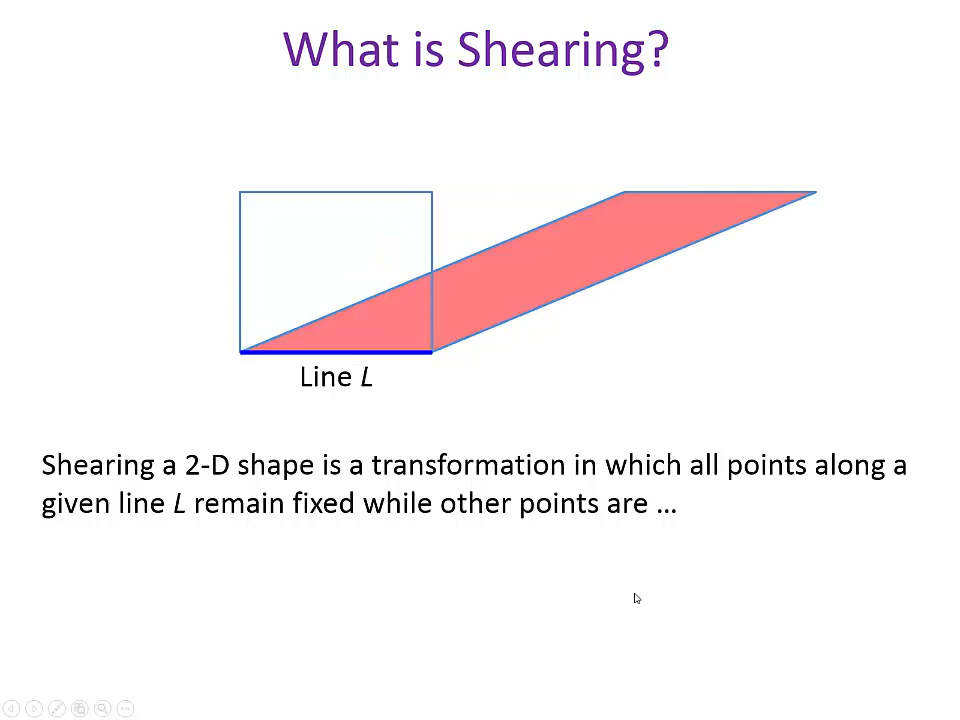 What is Shearing?
Line L
Shearing a 2-D shape is a transformation in which all points along a
given line L remain fixed while other points are ...